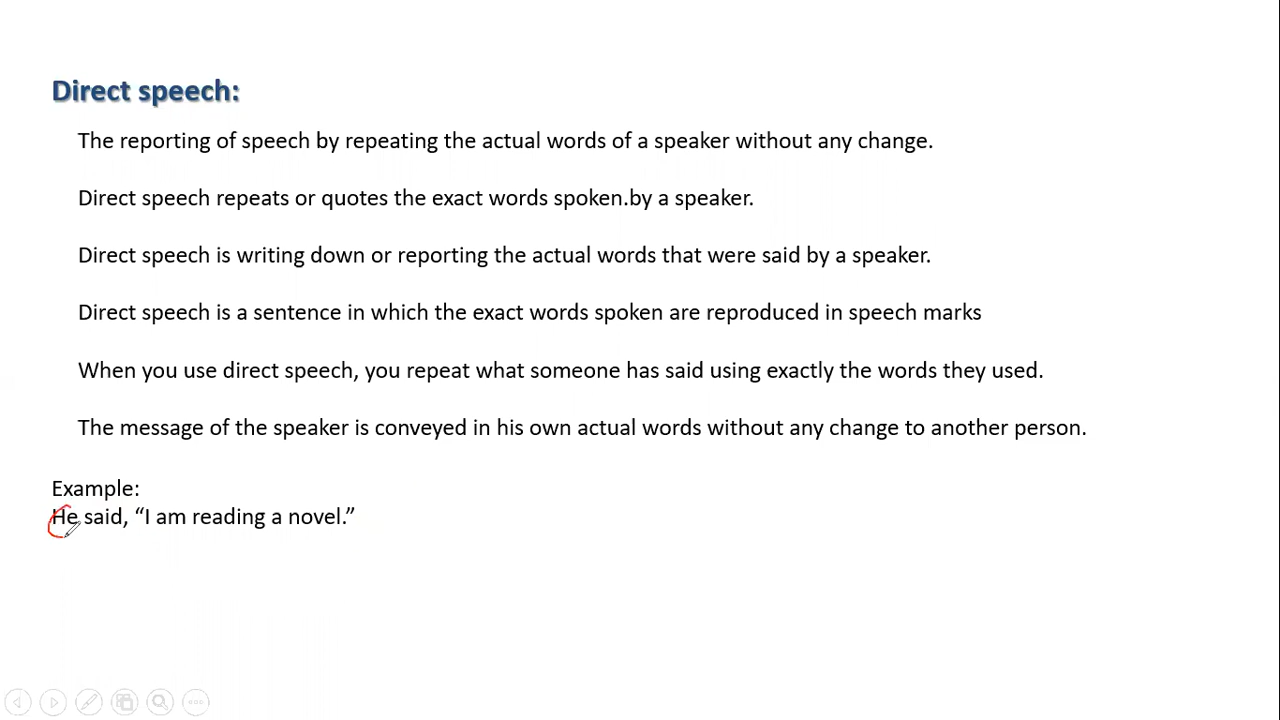 Direct speech:
The reporting of speech by repeating the actual words of a speaker without any change.
Direct speech repeats or quotes the exact words spoken.by a speaker.
Direct speech is writing down or reporting the actual words that were said by a speaker.
Direct speech is a sentence in which the exact words spoken are reproduced in speech marks
When you use direct speech, you repeat what someone has said using exactly the words they used.
The message of the speaker is conveyed in his own actual words without any change to another person.
Example:
He said, “I am reading a novel.”